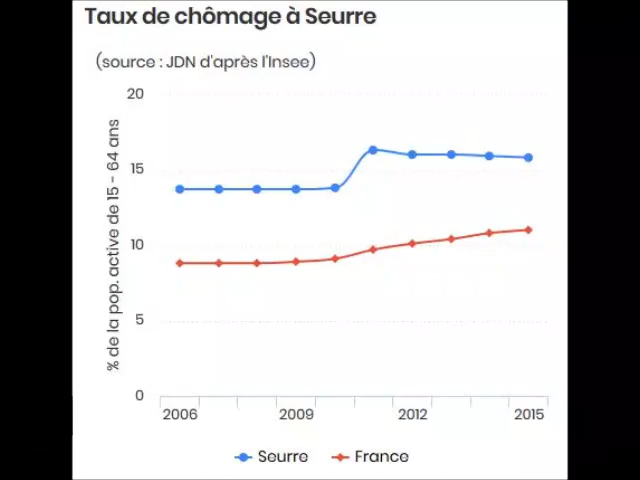 Taux de chômage à Seurre
(source : JDN d'après l'Insee)
% de la pop. active de 15 - 64 ans
20
15
10
5
0
2006 2009 2012 2015
Seurre France